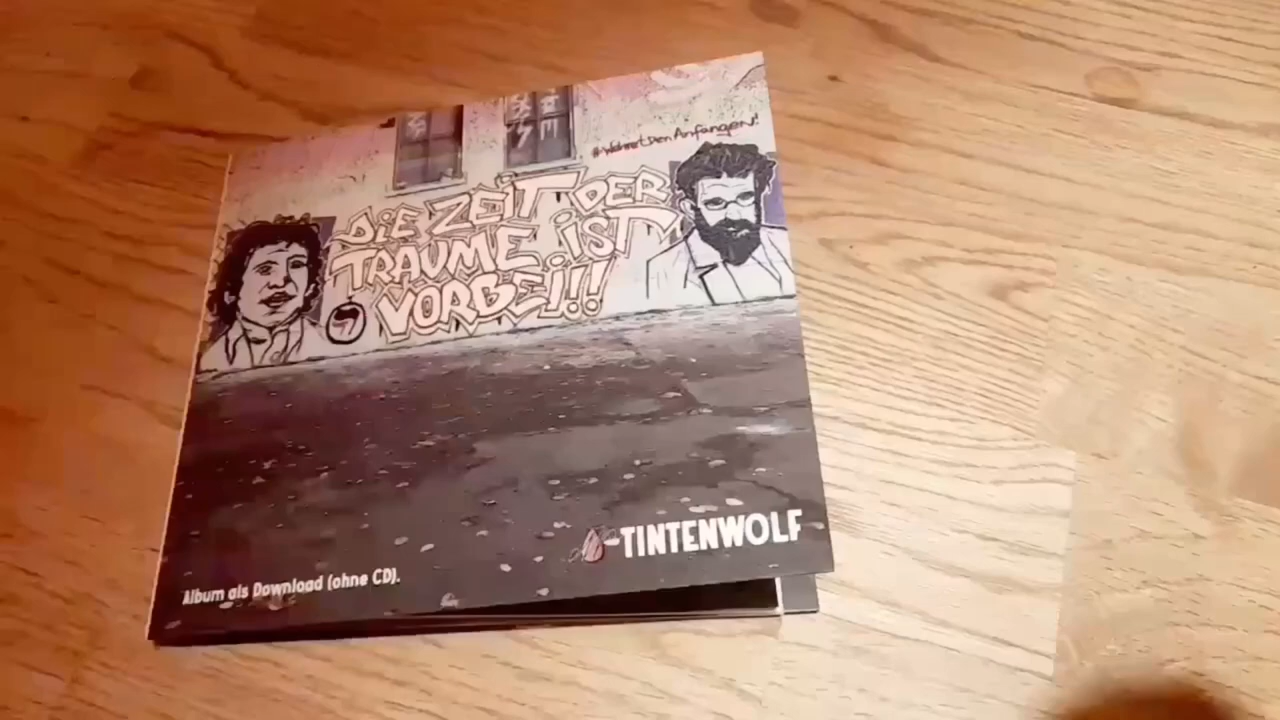 #WehretDenAnfängen!
DIE ZEIT DER
TRÄUME IST
VORBEI!!
TINTENWOLF
Album als Download (ohne CD).